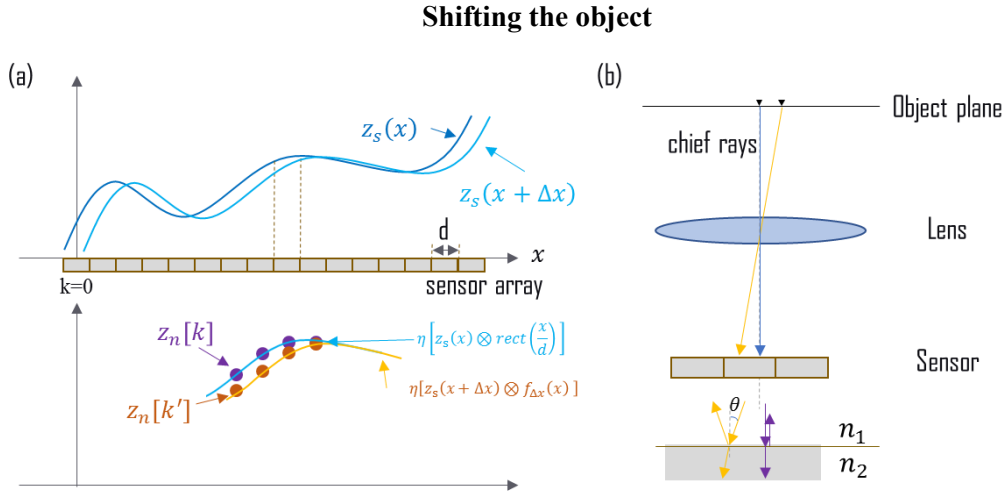 Shifting the object
(a)
z_s(x)
z_s(x + Δx)
d
x
k=0
sensor array
z_n[k]
η[z_s(x) ⊗ rect(x/d)]
z_n[k′]
η[z_s(x + Δx) ⊗ f_Δx(x) ]
(b)
Object plane
chief rays
Lens
Sensor
θ
n_1
n_2